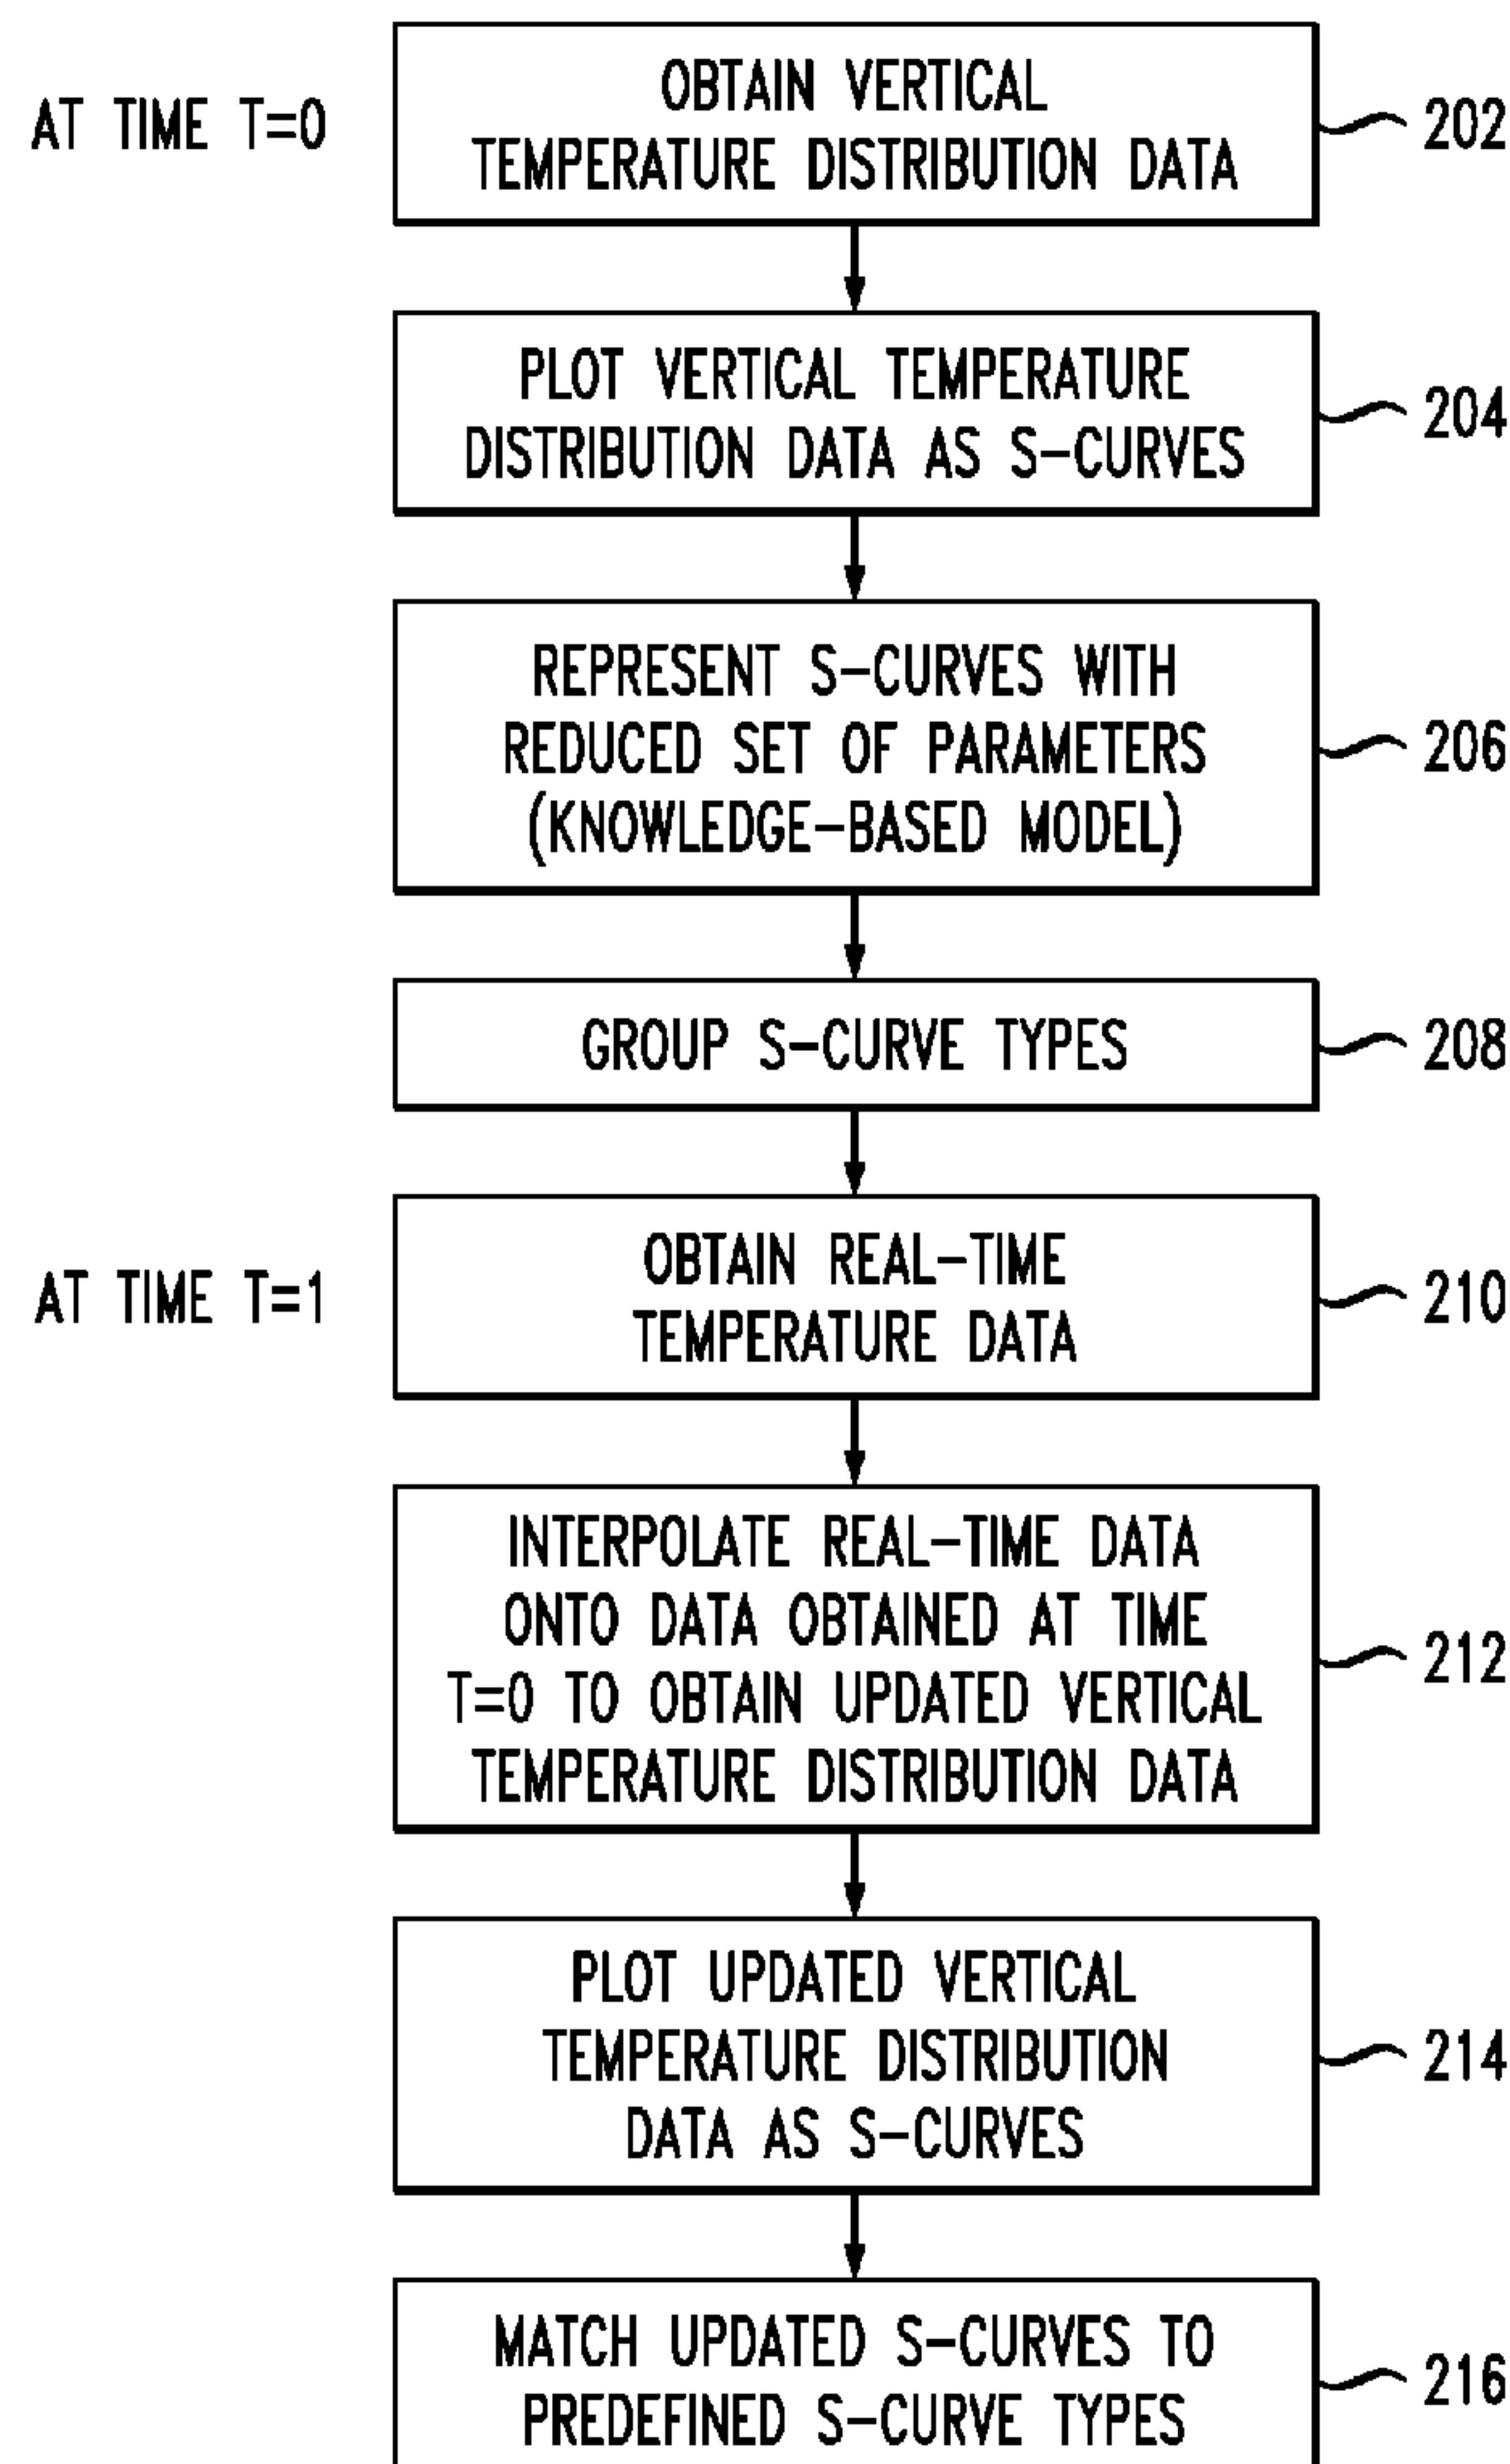 AT TIME T=0
OBTAIN VERTICAL
TEMPERATURE DISTRIBUTION DATA
202
PLOT VERTICAL TEMPERATURE
DISTRIBUTION DATA AS S-CURVES
204
REPRESENT S-CURVES WITH
REDUCED SET OF PARAMETERS
(KNOWLEDGE-BASED MODEL)
206
GROUP S-CURVE TYPES
208
AT TIME T=1
OBTAIN REAL-TIME
TEMPERATURE DATA
210
INTERPOLATE REAL-TIME DATA
ONTO DATA OBTAINED AT TIME
T=0 TO OBTAIN UPDATED VERTICAL
TEMPERATURE DISTRIBUTION DATA
212
PLOT UPDATED VERTICAL
TEMPERATURE DISTRIBUTION
DATA AS S-CURVES
214
MATCH UPDATED S-CURVES TO
PREDEFINED S-CURVE TYPES
216